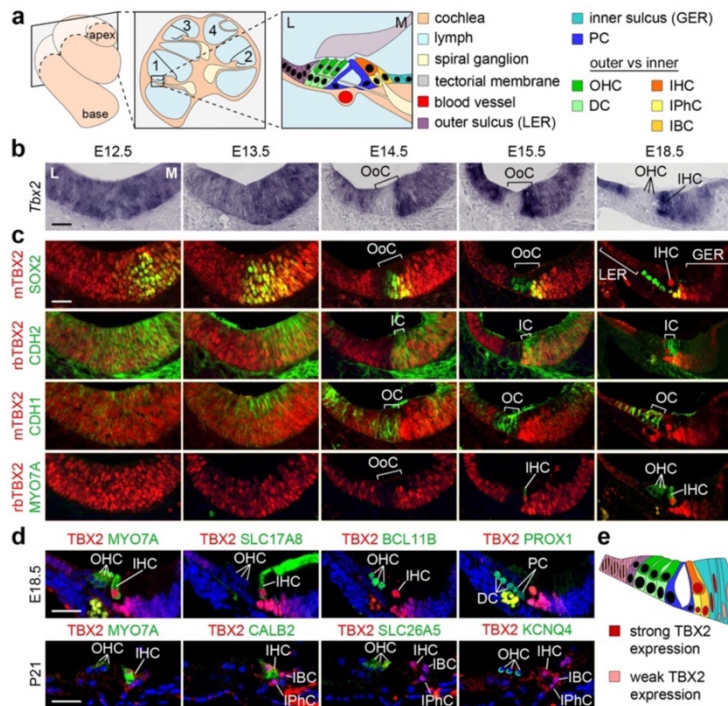 a
apex
base
1
2
3
4
L
M
cochlea
lymph
spiral ganglion
tectorial membrane
blood vessel
outer sulcus (LER)
inner sulcus (GER)
PC
outer vs inner
OHC
DC
IHC
IPhC
IBC
b
E12.5
E13.5
E14.5
E15.5
E18.5
Tbx2
L
M
OoC
OoC
OHC
IHC
c
mTBX2
SOX2
OoC
OoC
IHC
LER
GER
rbTBX2
CDH2
IC
IC
IC
mTBX2
CDH1
OC
OC
OC
rbTBX2
MYO7A
OoC
IHC
OHC
IHC
d
E18.5
TBX2 MYO7A
OHC
IHC
TBX2 SLC17A8
OHC
IHC
TBX2 BCL11B
OHC
IHC
TBX2 PROX1
PC
DC
P21
TBX2 MYO7A
OHC
IHC
TBX2 CALB2
IHC
IBC
IPhC
TBX2 SLC26A5
OHC
IHC
IBC
IPhC
TBX2 KCNQ4
OHC
IHC
IBC
IPhC
e
strong TBX2
expression
weak TBX2
expression